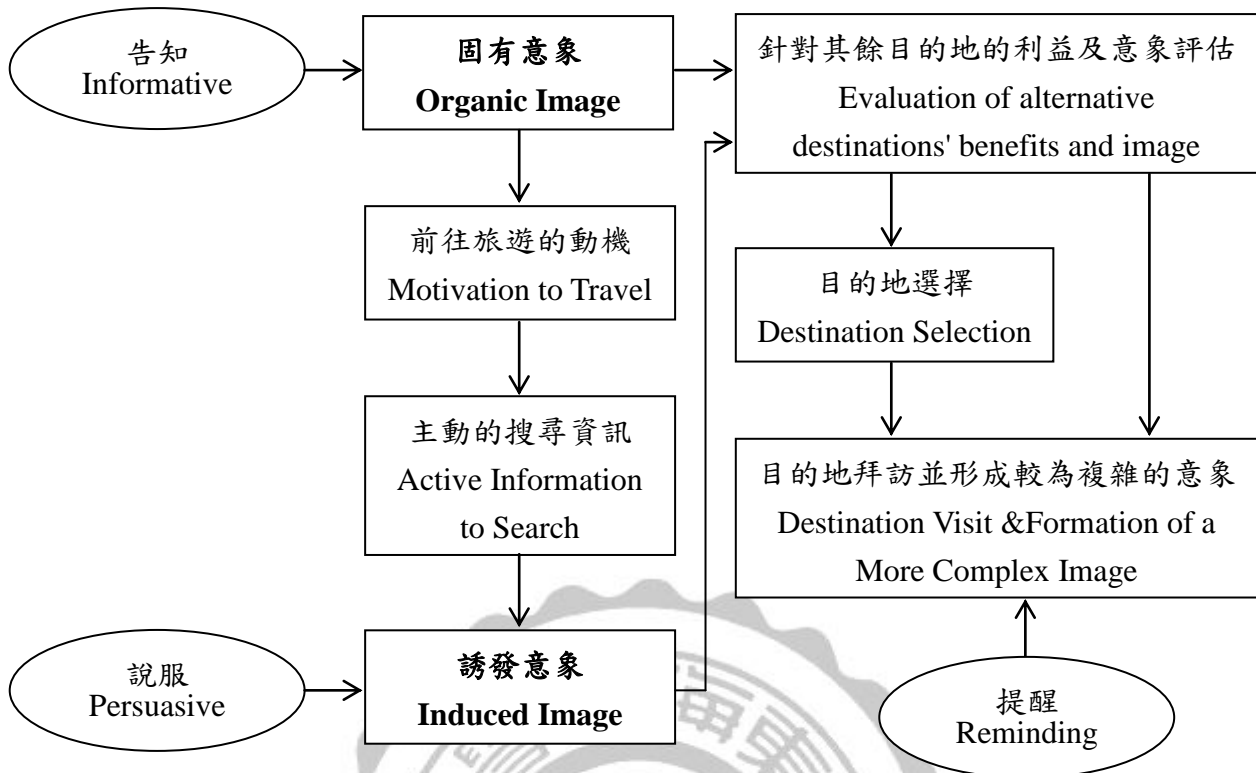 告知
Informative
固有意象
Organic Image
針對其餘目的地的利益及意象評估
Evaluation of alternative
destinations' benefits and image
前往旅遊的動機
Motivation to Travel
目的地選擇
Destination Selection
主動的搜尋資訊
Active Information
to Search
目的地拜訪並形成較為複雜的意象
Destination Visit &Formation of a
More Complex Image
說服
Persuasive
誘發意象
Induced Image
提醒
Reminding